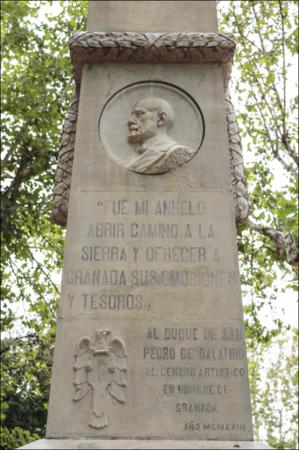 "FUE MI ANHELO
ABRIR CAMINO A LA
SIERRA Y OFRECER A
GRANADA SUS EMOCIONES
Y TESOROS"
AL DUQUE DE SAN
PEDRO DE GALATINO
EL CENTRO ARTISTICO
EN NOMBRE DE
GRANADA
AÑO MCMXXIII